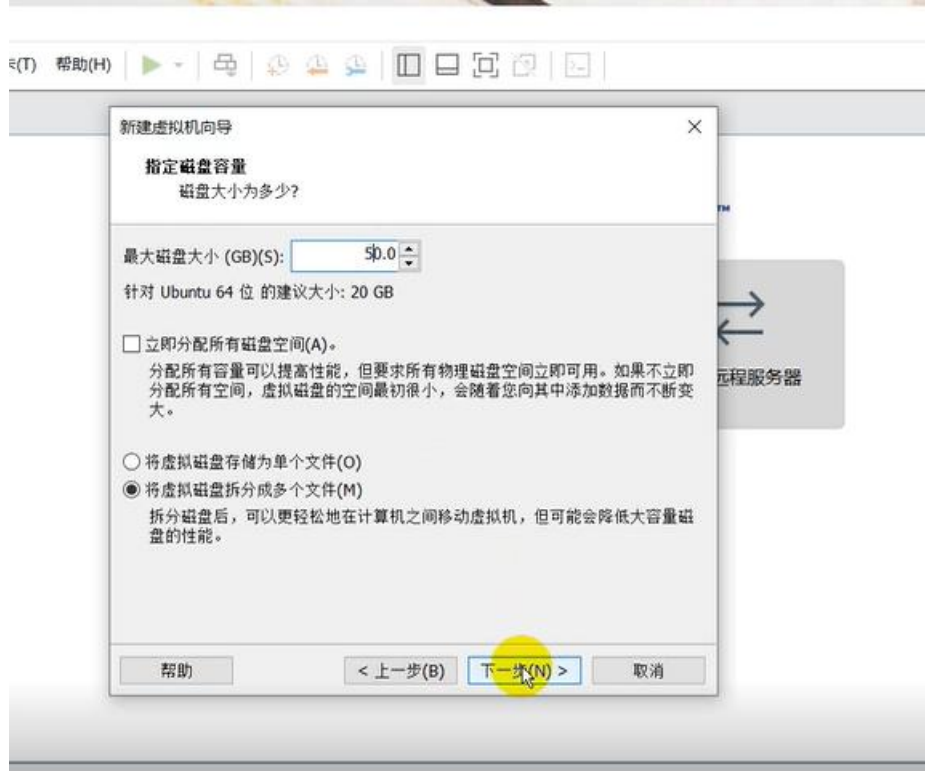 (T) 帮助(H)
新建虚拟机向导
指定磁盘容量
磁盘大小为多少?
最大磁盘大小 (GB)(S): 50.0
针对 Ubuntu 64 位 的建议大小: 20 GB
立即分配所有磁盘空间(A)。
分配所有容量可以提高性能，但要求所有物理磁盘空间立即可用。如果不立即
分配所有空间，虚拟磁盘的空间最初很小，会随着您向其中添加数据而不断变
大。
将虚拟磁盘存储为单个文件(O)
将虚拟磁盘拆分成多个文件(M)
拆分磁盘后，可以更轻松地在计算机之间移动虚拟机，但可能会降低大容量磁
盘的性能。
TM
远程服务器
帮助 < 上一步(B) 下一步(N) > 取消